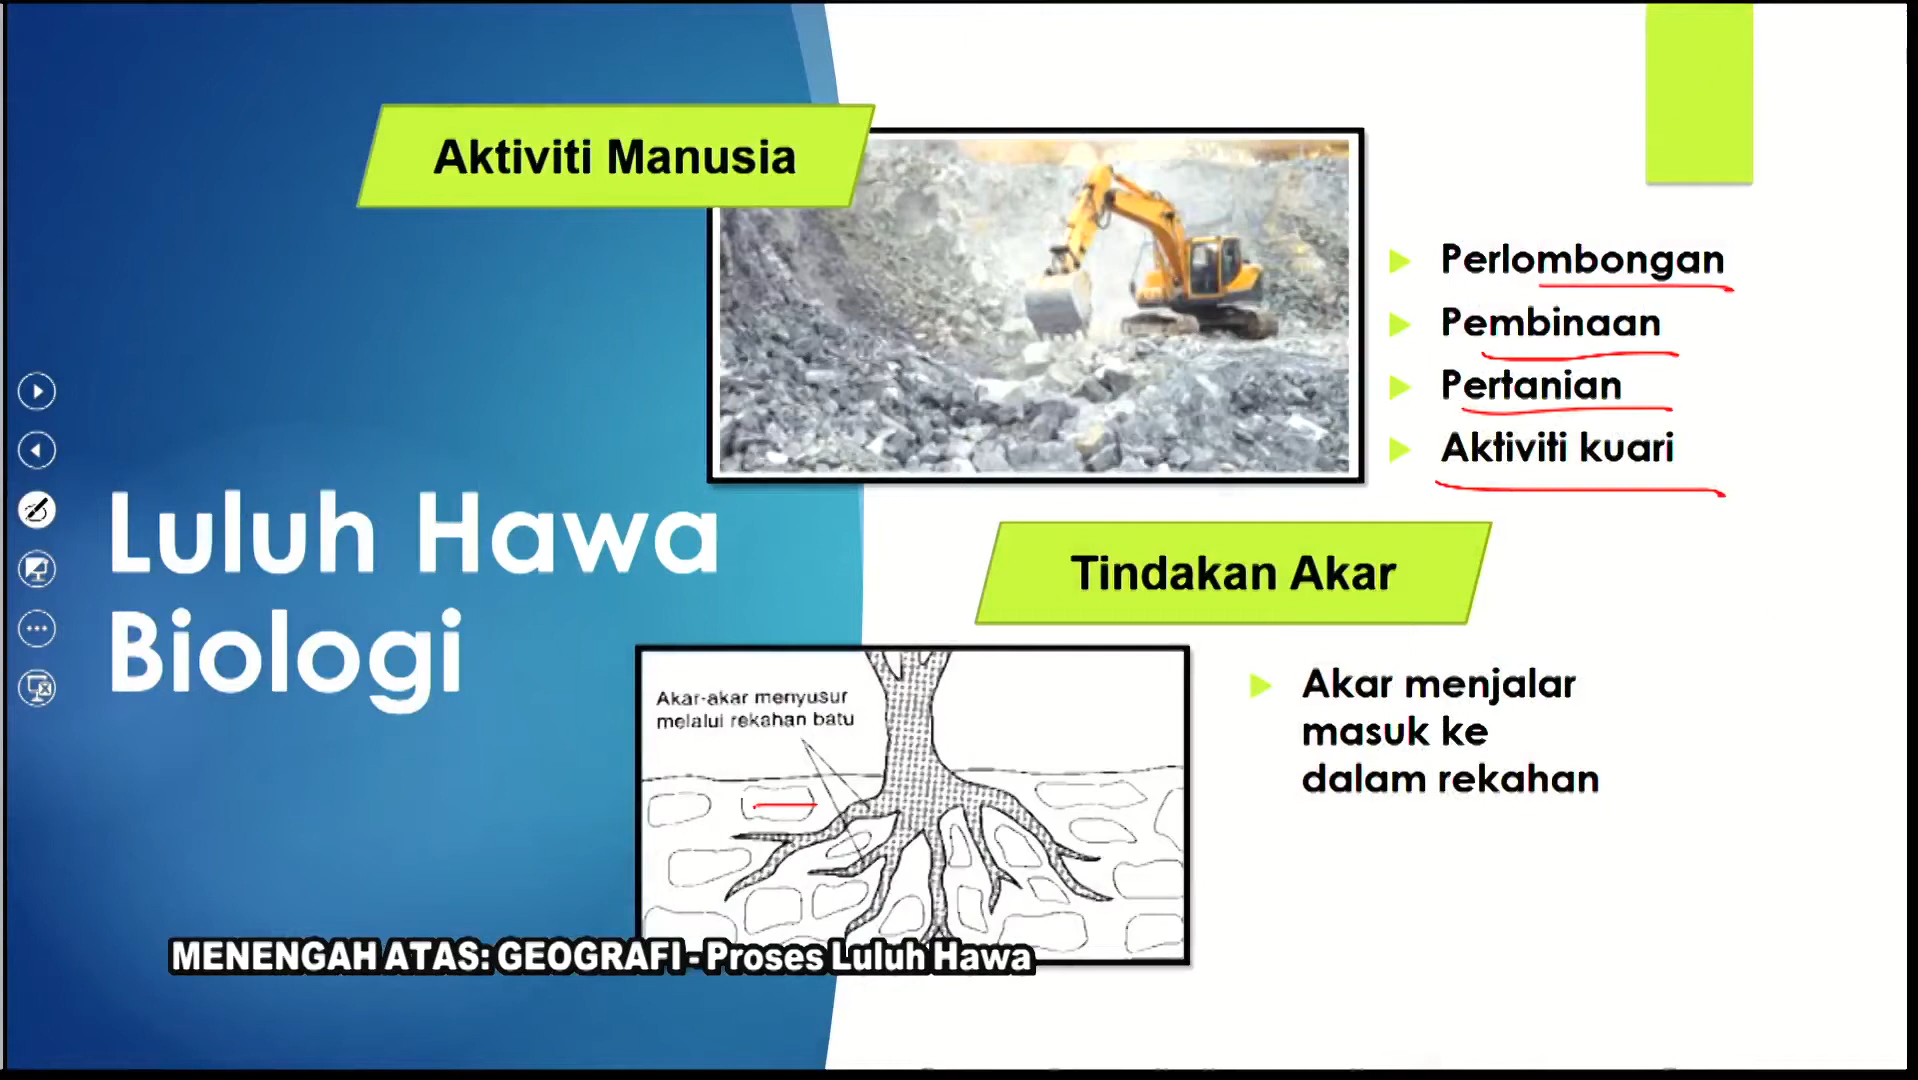 Aktiviti Manusia
Perlombongan
Pembinaan
Pertanian
Aktiviti kuari
Luluh Hawa
Biologi
Tindakan Akar
Akar-akar menyusur
melalui rekahan batu
Akar menjalar
masuk ke
dalam rekahan
MENENGAH ATAS: GEOGRAFI - Proses Luluh Hawa